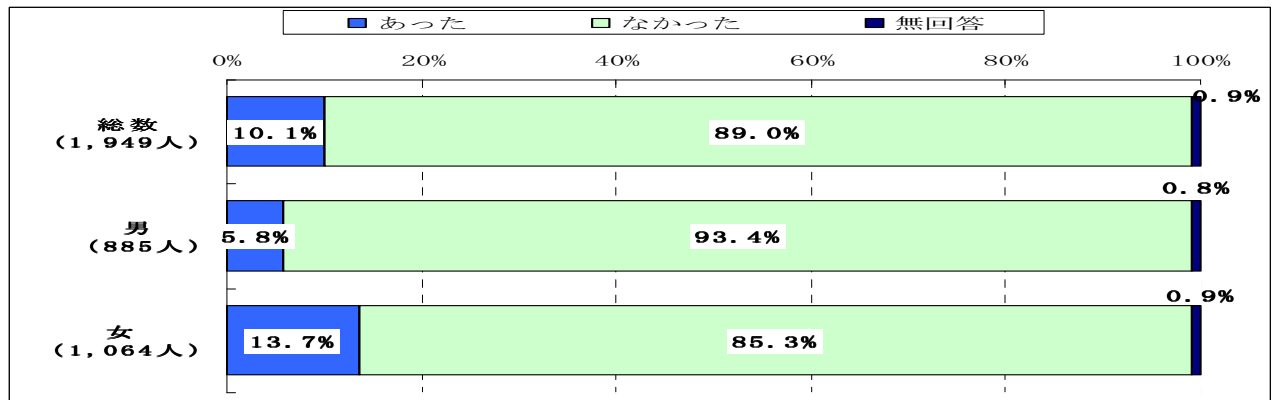 あった なかった 無回答
0% 20% 40% 60% 80% 100%
総数
(1,949人)
10.1% 89.0% 0.9%
男
(885人)
5.8% 93.4% 0.8%
女
(1,064人)
13.7% 85.3% 0.9%